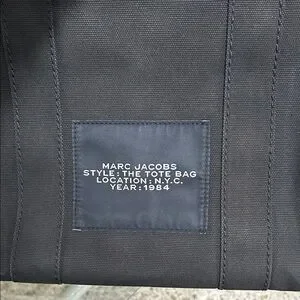 MARC JACOBS
STYLE: THE TOTE BAG
LOCATION: N.Y.C.
YEAR: 1984